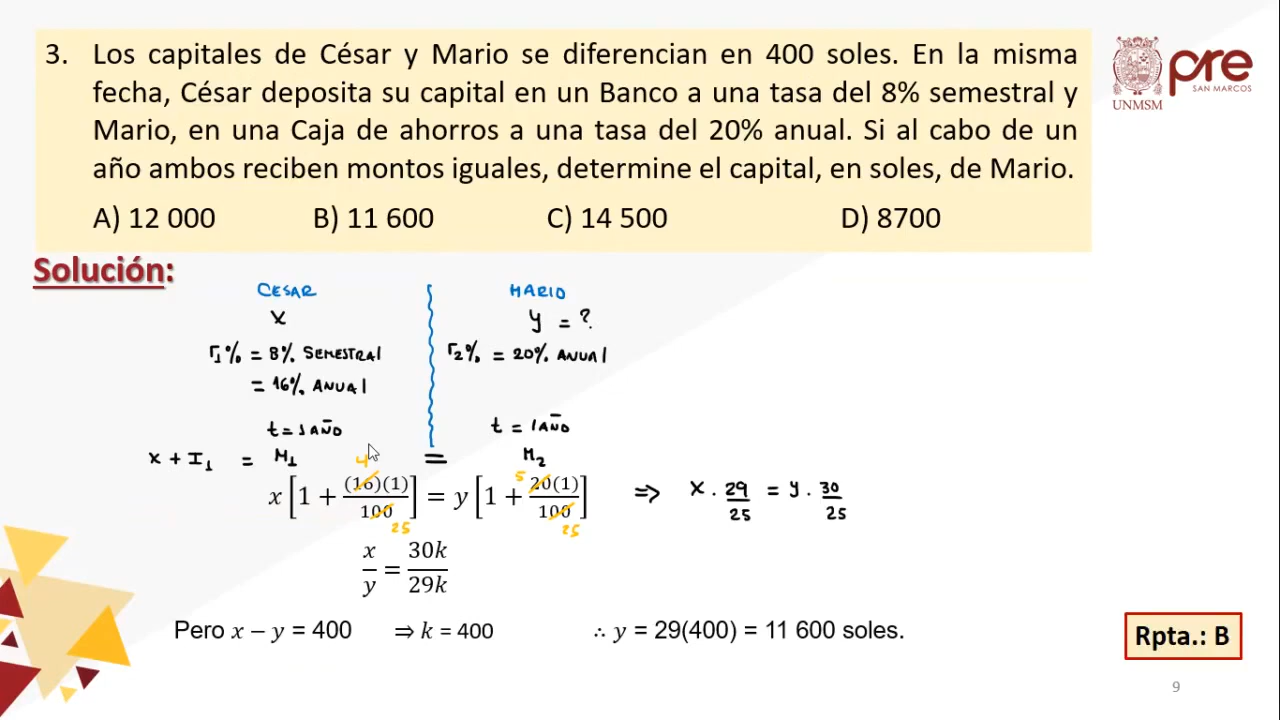 3. Los capitales de César y Mario se diferencian en 400 soles. En la misma
fecha, César deposita su capital en un Banco a una tasa del 8% semestral y
Mario, en una Caja de ahorros a una tasa del 20% anual. Si al cabo de un
año ambos reciben montos iguales, determine el capital, en soles, de Mario.
A) 12 000 B) 11 600 C) 14 500 D) 8700
UNMSM
pre
SAN MARCOS
Solución:
CESAR MARIO
x y = ?
r₁% = 8% SEMESTRAL r₂% = 20% ANUAL
= 16% ANUAL
t = 1 AÑO t = 1 AÑO
x + I₁ = M₁ = M₂
4 5
x[1 + (16)(1)/100] = y[1 + 20(1)/100] ⇒ x . 29/25 = y . 30/25
25 25
x/y = 30k/29k
Pero x − y = 400 ⇒ k = 400 ∴ y = 29(400) = 11 600 soles.
Rpta.: B
9